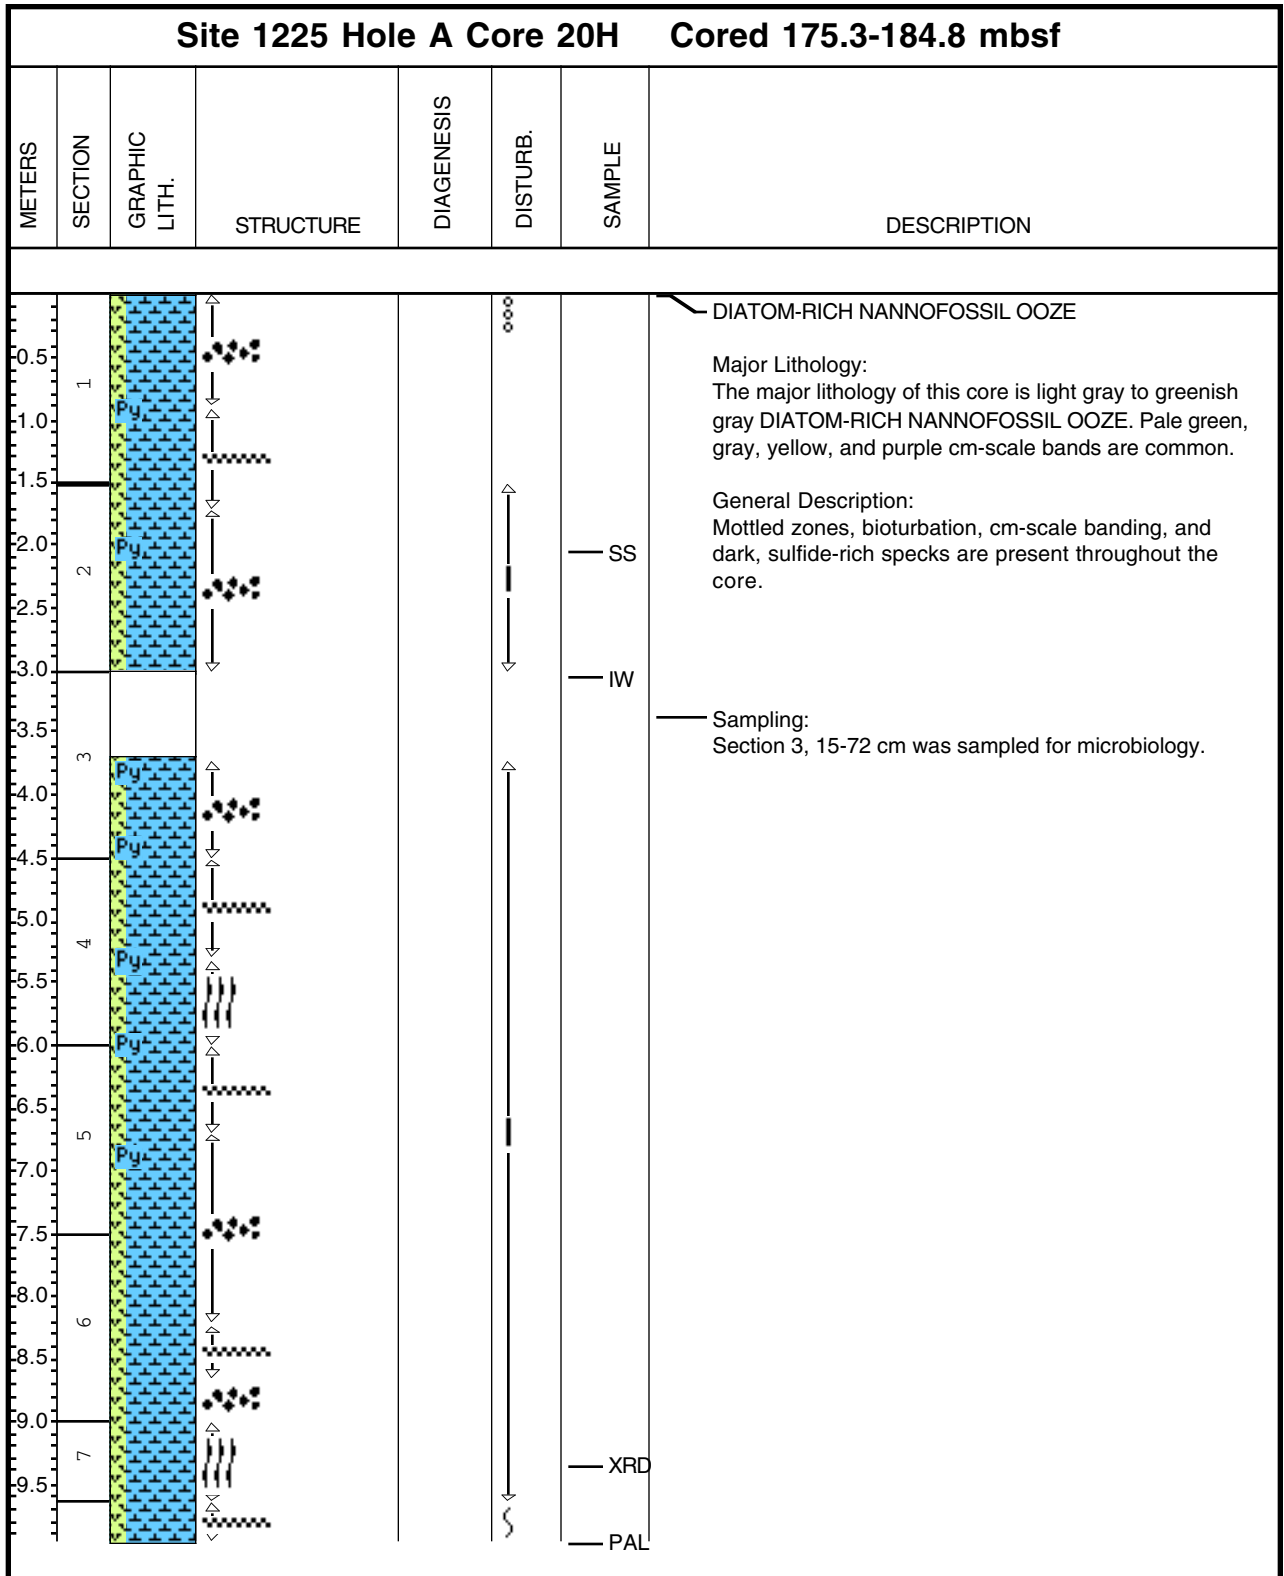 Site 1225 Hole A Core 20H Cored 175.3-184.8 mbsf
METERS
SECTION
GRAPHIC
LITH.
STRUCTURE
DIAGENESIS
DISTURB.
SAMPLE
DESCRIPTION
DIATOM-RICH NANNOFOSSIL OOZE
Major Lithology:
The major lithology of this core is light gray to greenish
gray DIATOM-RICH NANNOFOSSIL OOZE. Pale green,
gray, yellow, and purple cm-scale bands are common.
General Description:
Mottled zones, bioturbation, cm-scale banding, and
dark, sulfide-rich specks are present throughout the
core.
Sampling:
Section 3, 15-72 cm was sampled for microbiology.
0.5
1.0
1.5
2.0
2.5
3.0
3.5
4.0
4.5
5.0
5.5
6.0
6.5
7.0
7.5
8.0
8.5
9.0
9.5
1
2
3
4
5
6
7
Py
Py
Py
Py
Py
Py
Py
SS
IW
XRD
PAL